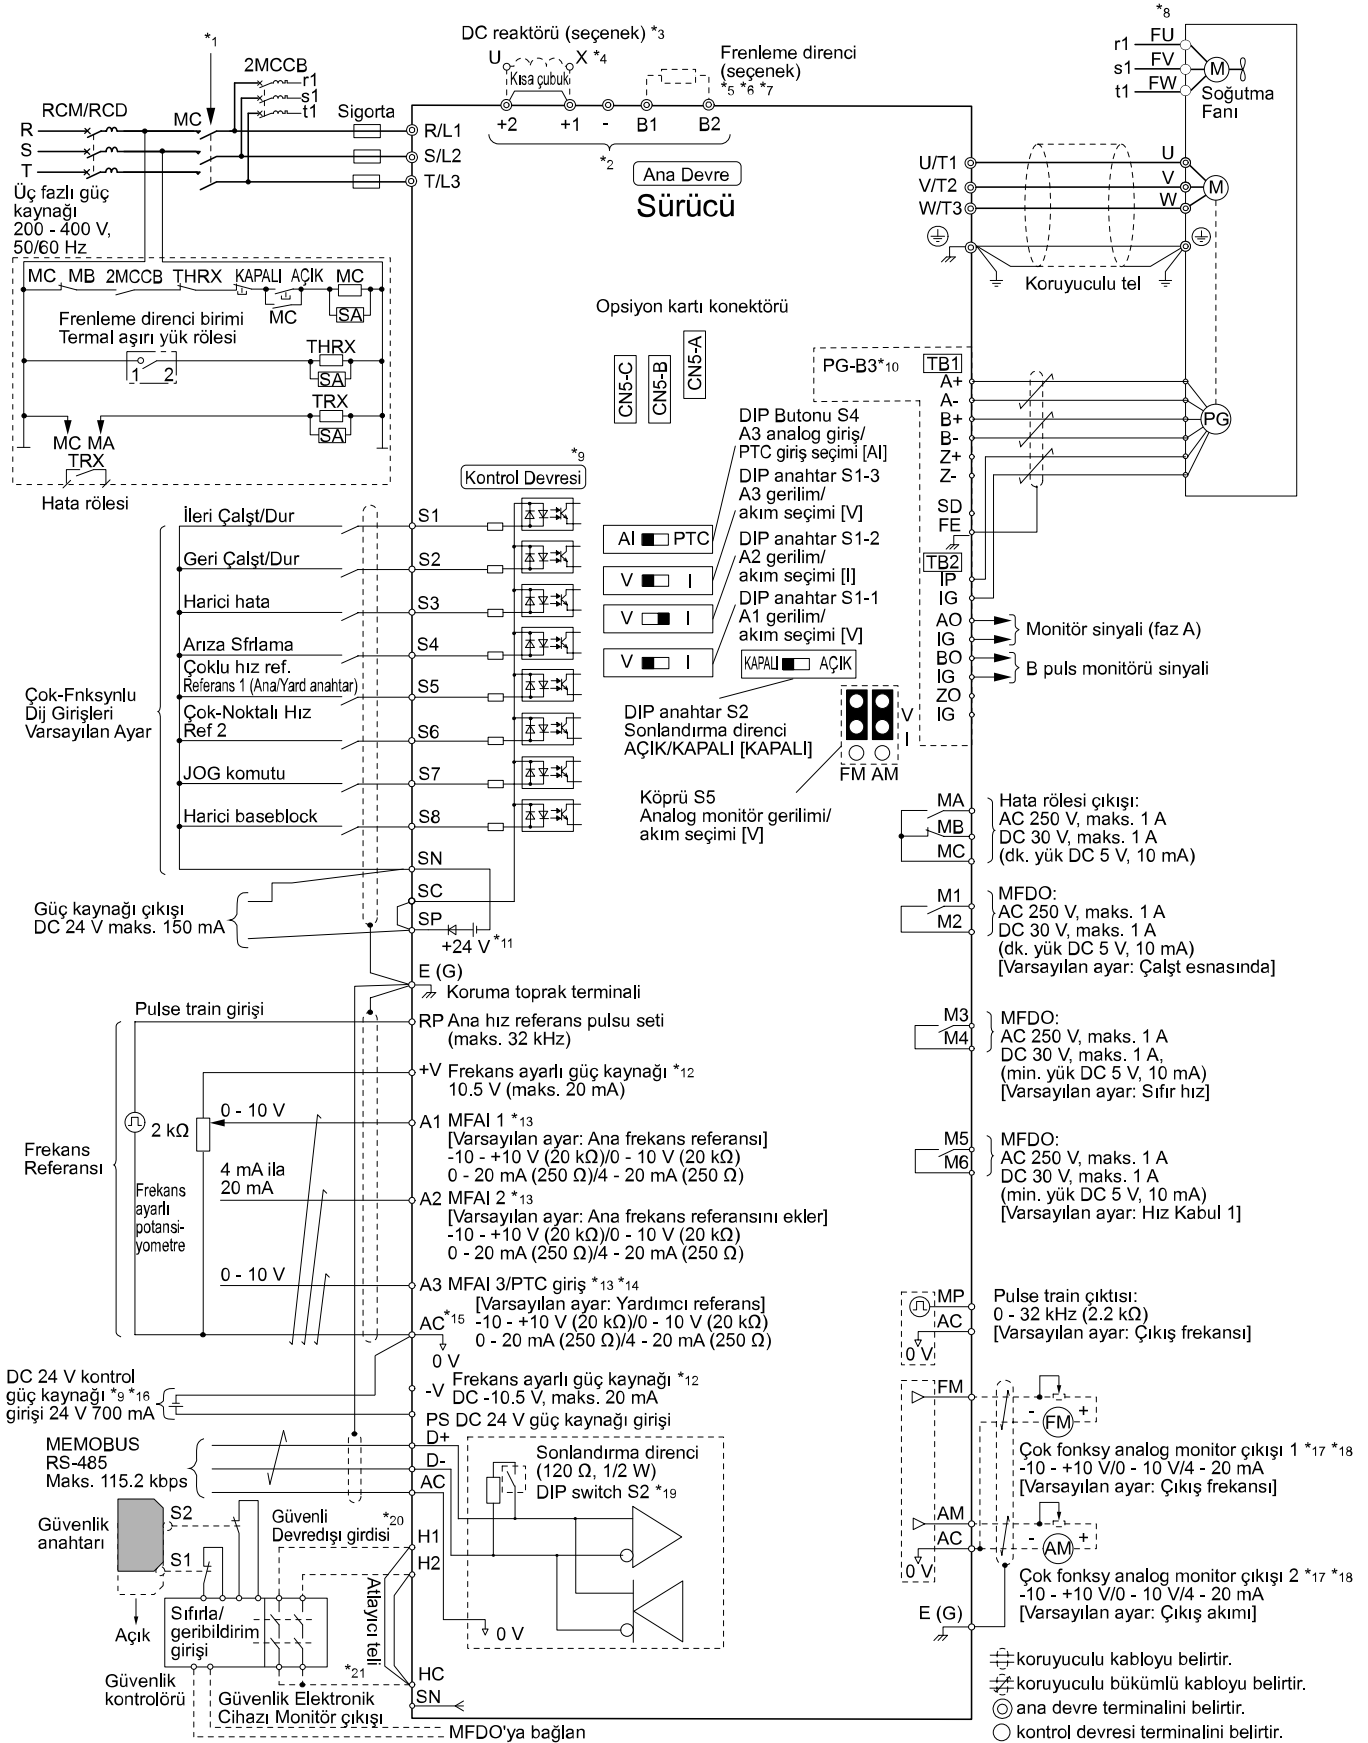 *8
FU
r1
FV
s1
FW
t1
M
Soğutma
Fanı
*1
DC reaktörü (seçenek) *3
U X *4
Kısa çubuk
Frenleme direnci
(seçenek)
*5 *6 *7
2MCCB
r1
s1
t1
RCM/RCD
MC
Sigorta
R
S
T
R/L1
S/L2
T/L3
+2 +1 - B1 B2
*2
Ana Devre
Sürücü
Üç fazlı güç
kaynağı
200 - 400 V,
50/60 Hz
U/T1
V/T2
W/T3
U
V
W
M
Koruyuculu tel
MC MB 2MCCB THRX KAPALI AÇIK MC
MC
SA
Frenleme direnci birimi
Termal aşırı yük rölesi
1 2
THRX
SA
TRX
SA
MC MA
TRX
Hata rölesi
Opsiyon kartı konektörü
CN5-C
CN5-B
CN5-A
PG-B3*10
TB1
A+
A-
B+
B-
Z+
Z-
SD
FE
TB2
IP
IG
AO
IG
BO
IG
ZO
IG
PG
Monitör sinyali (faz A)
B puls monitörü sinyali
DIP Butonu S4
A3 analog giriş/
PTC giriş seçimi [AI]
DIP anahtar S1-3
A3 gerilim/
akım seçimi [V]
DIP anahtar S1-2
A2 gerilim/
akım seçimi [I]
DIP anahtar S1-1
A1 gerilim/
akım seçimi [V]
AI PTC
V I
V I
V I
KAPALI AÇIK
DIP anahtar S2
Sonlandırma direnci
AÇIK/KAPALI [KAPALI]
V
I
FM AM
Köprü S5
Analog monitör gerilimi/
akım seçimi [V]
*9
Kontrol Devresi
Çok-Fnksynlu
Dij Girişleri
Varsayılan Ayar
İleri Çalşt/Dur
S1
Geri Çalşt/Dur
S2
Harici hata
S3
Arıza Sfrlama
S4
Çoklu hız ref.
Referans 1 (Ana/Yard anahtar)
S5
Çok-Noktalı Hız
Ref 2
S6
JOG komutu
S7
Harici baseblock
S8
SN
SC
SP
+24 V *11
Güç kaynağı çıkışı
DC 24 V maks. 150 mA
E (G)
Koruma toprak terminali
MA
MB
MC
Hata rölesi çıkışı:
AC 250 V, maks. 1 A
DC 30 V, maks. 1 A
(dk. yük DC 5 V, 10 mA)
M1
M2
MFDO:
AC 250 V, maks. 1 A
DC 30 V, maks. 1 A
(dk. yük DC 5 V, 10 mA)
[Varsayılan ayar: Çalşt esnasında]
M3
M4
MFDO:
AC 250 V, maks. 1 A
DC 30 V, maks. 1 A,
(min. yük DC 5 V, 10 mA)
[Varsayılan ayar: Sıfır hız]
M5
M6
MFDO:
AC 250 V, maks. 1 A
DC 30 V, maks. 1 A
(min. yük DC 5 V, 10 mA)
[Varsayılan ayar: Hız Kabul 1]
Frekans
Referansı
Pulse train girişi
RP Ana hız referans pulsu seti
(maks. 32 kHz)
+V Frekans ayarlı güç kaynağı *12
10.5 V (maks. 20 mA)
2 kΩ
0 - 10 V
A1 MFAI 1 *13
[Varsayılan ayar: Ana frekans referansı]
-10 - +10 V (20 kΩ)/0 - 10 V (20 kΩ)
0 - 20 mA (250 Ω)/4 - 20 mA (250 Ω)
4 mA ila
20 mA
Frekans
ayarlı
potansi-
yometre
A2 MFAI 2 *13
[Varsayılan ayar: Ana frekans referansını ekler]
-10 - +10 V (20 kΩ)/0 - 10 V (20 kΩ)
0 - 20 mA (250 Ω)/4 - 20 mA (250 Ω)
0 - 10 V
A3 MFAI 3/PTC giriş *13 *14
[Varsayılan ayar: Yardımcı referans]
-10 - +10 V (20 kΩ)/0 - 10 V (20 kΩ)
0 - 20 mA (250 Ω)/4 - 20 mA (250 Ω)
AC *15
0 V
-V Frekans ayarlı güç kaynağı *12
DC -10.5 V, maks. 20 mA
DC 24 V kontrol
güç kaynağı *9 *16
girişi 24 V 700 mA
PS DC 24 V güç kaynağı girişi
MEMOBUS
RS-485
Maks. 115.2 kbps
D+
D-
AC
Sonlandırma direnci
(120 Ω, 1/2 W)
DIP switch S2 *19
0 V
MP
AC
0 V
Pulse train çıktısı:
0 - 32 kHz (2.2 kΩ)
[Varsayılan ayar: Çıkış frekansı]
FM
- +
FM
Çok fonksy analog monitor çıkışı 1 *17 *18
-10 - +10 V/0 - 10 V/4 - 20 mA
[Varsayılan ayar: Çıkış frekansı]
AM
AC
0 V
- +
AM
Çok fonksy analog monitor çıkışı 2 *17 *18
-10 - +10 V/0 - 10 V/4 - 20 mA
[Varsayılan ayar: Çıkış akımı]
E (G)
Güvenlik
anahtarı
S2
S1
Açık
Güvenli
Devredışı girdisi
*20
H1
H2
Atlayıcı teli
HC
SN
Sıfırla/
geribildirim
girişi
*21
Güvenlik
kontrolörü
Güvenlik Elektronik
Cihazı Monitör çıkışı
MFDO'ya bağlan
koruyuculu kabloyu belirtir.
koruyuculu bükümlü kabloyu belirtir.
ana devre terminalini belirtir.
kontrol devresi terminalini belirtir.